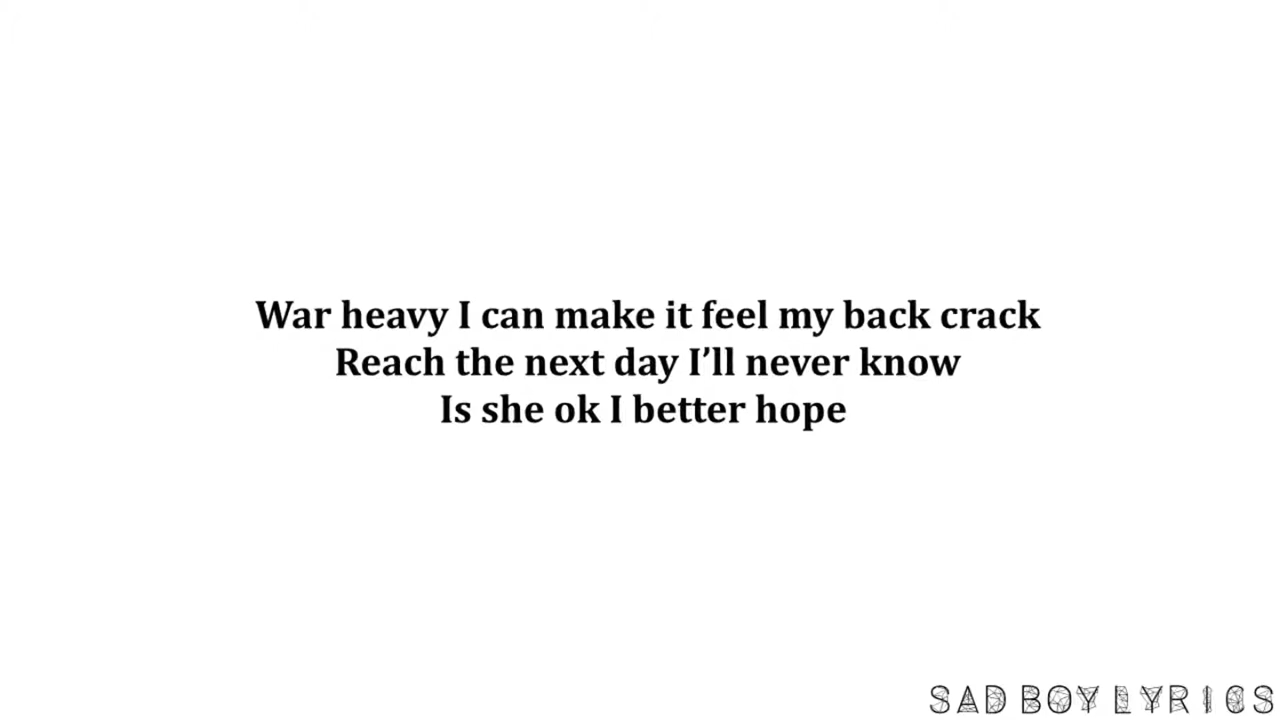 War heavy I can make it feel my back crack
Reach the next day I’ll never know
Is she ok I better hope
SAD BOY LYRICS